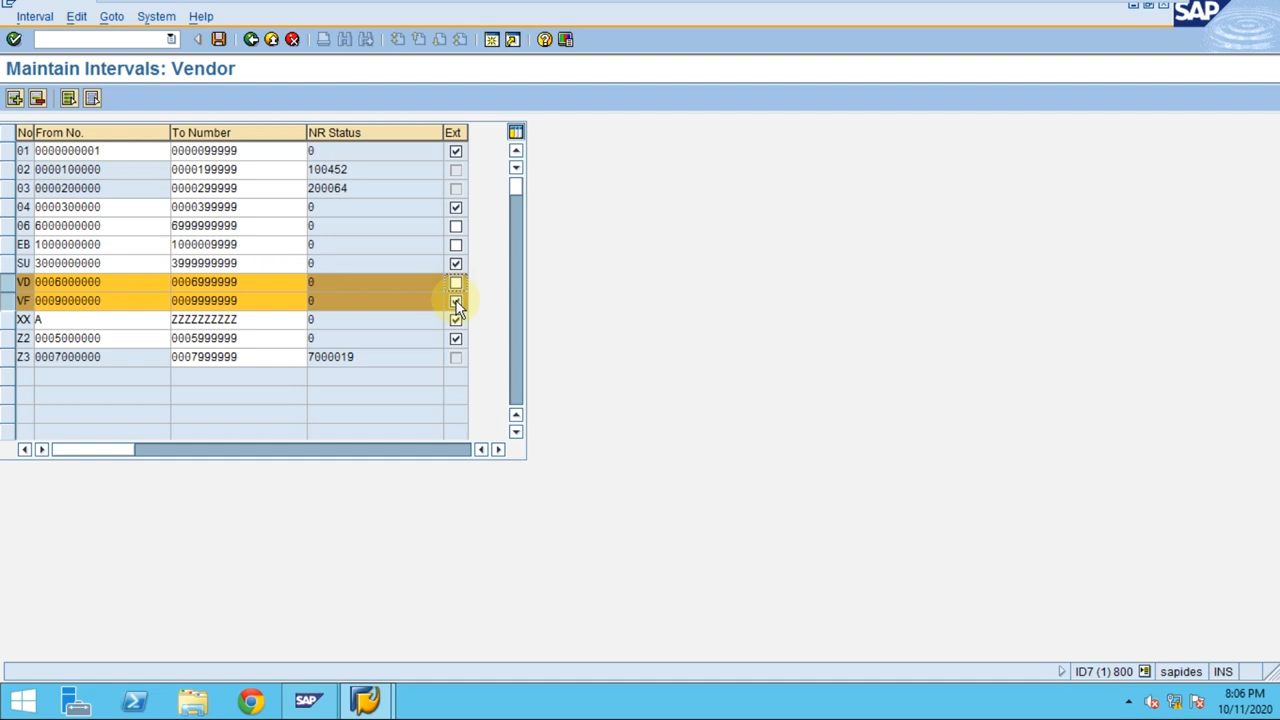 Interval Edit Goto System Help
SAP
Maintain Intervals: Vendor
No From No. To Number NR Status Ext
01 0000000001 0000099999 0
02 0000100000 0000199999 100452
03 0000200000 0000299999 200064
04 0000300000 0000399999 0
06 6000000000 6999999999 0
EB 1000000000 1000009999 0
SU 3000000000 3999999999 0
VD 0006000000 0006999999 0
VF 0009000000 0009999999 0
XX A ZZZZZZZZZZ 0
Z2 0005000000 0005999999 0
Z3 0007000000 0007999999 7000019
ID7 (1) 800 sapides INS
SAP
8:06 PM
10/11/2020